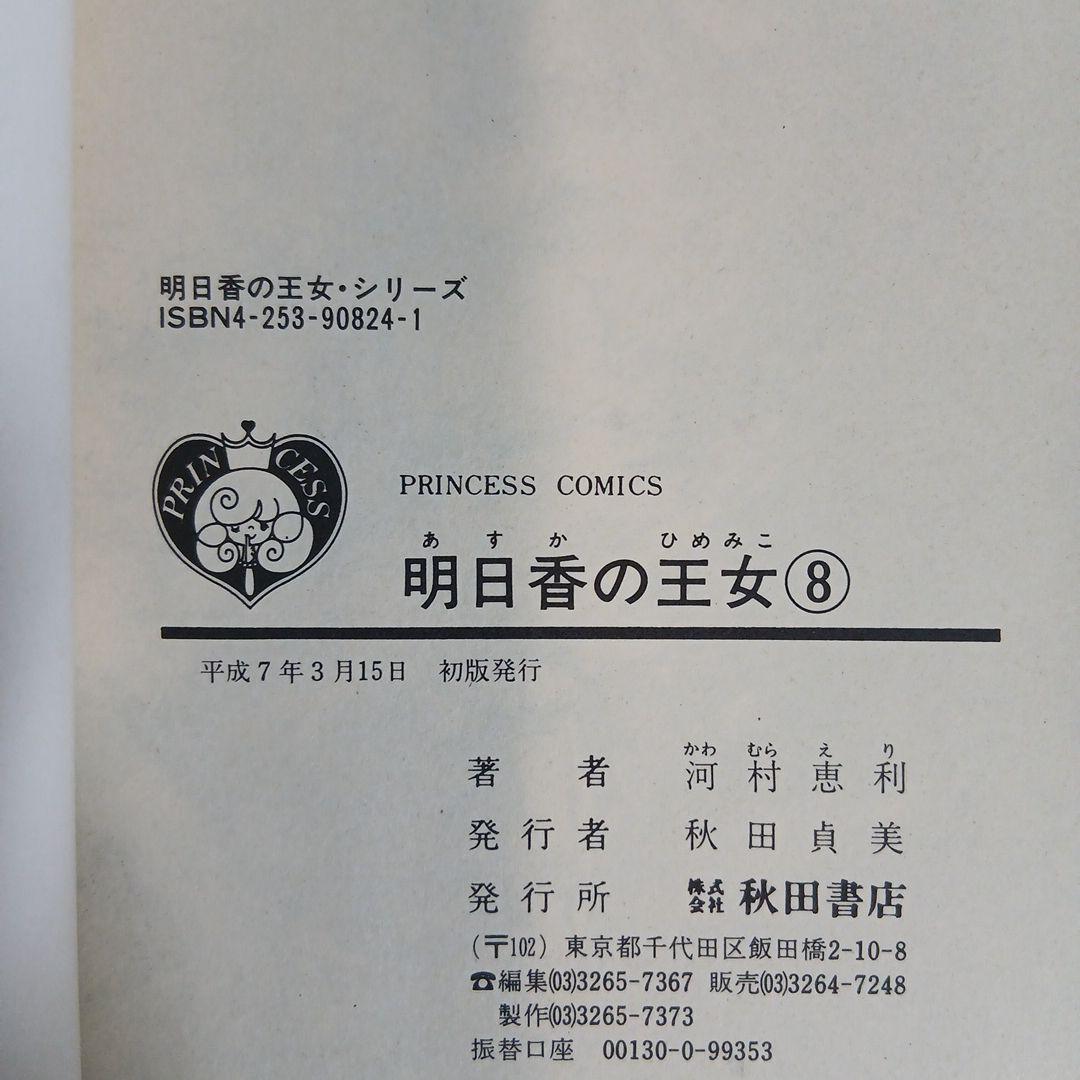 明日香の王女・シリーズ
ISBN4-253-90824-1
PRINCESS
PRINCESS COMICS
あすか ひめみこ
明日香の王女⑧
平成7年3月15日 初版発行
かわ むら え り
著者 河村恵利
発行者 秋田貞美
発行所 株式会社 秋田書店
(〒102) 東京都千代田区飯田橋2-10-8
☎編集(03)3265-7367 販売(03)3264-7248
製作(03)3265-7373
振替口座 00130-0-99353